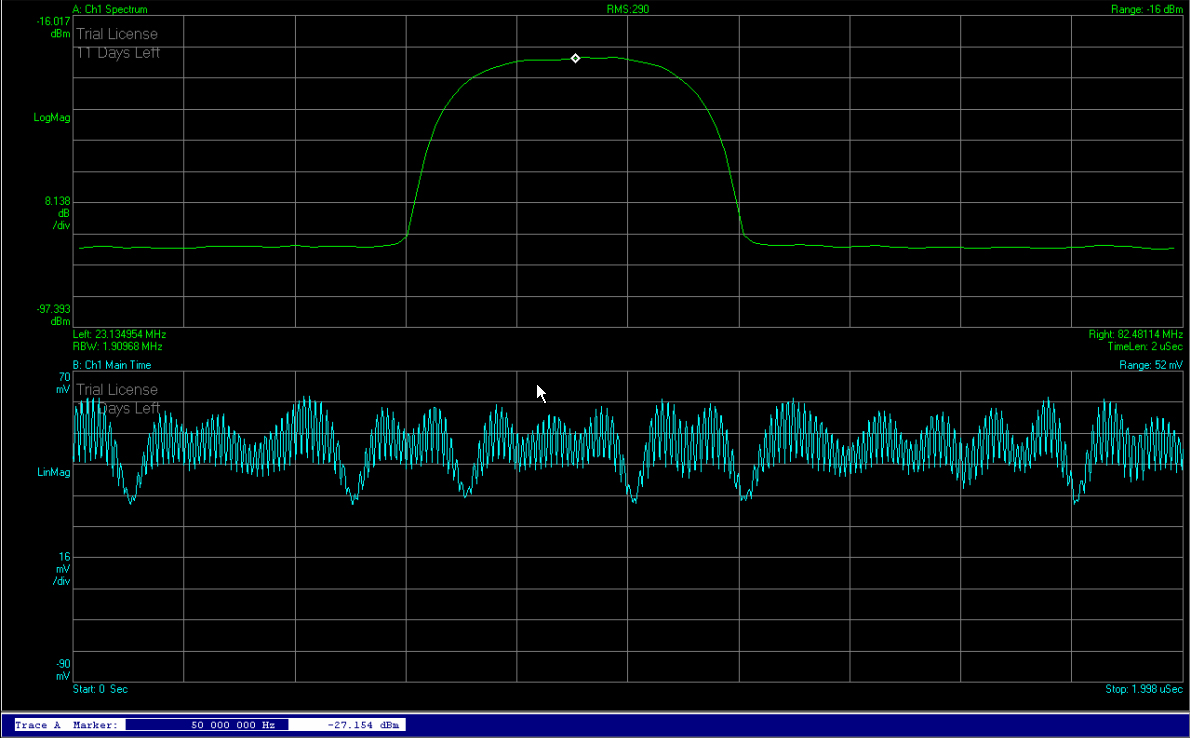 A: Ch1 Spectrum RMS:290 Range: -16 dBm
-16.017
dBm
Trial License
11 Days Left
LogMag
8.138
dB
/div
-97.393
dBm
Left: 23.134954 MHz Right: 82.48114 MHz
RBW: 1.90968 MHz TimeLen: 2 uSec
B: Ch1 Main Time Range: 52 mV
70
mV
Trial License
Days Left
LinMag
16
mV
/div
-90
mV
Start: 0 Sec Stop: 1.998 uSec
Trace A Marker: 50 000 000 Hz -27.154 dBm